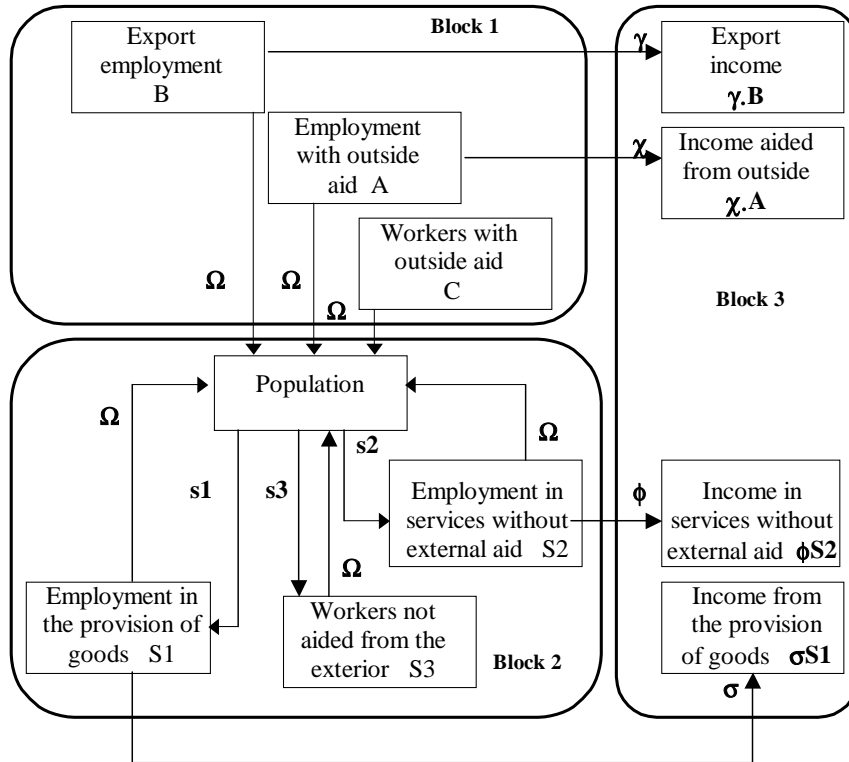 Block 1
Export
employment
B
Employment
with outside
aid A
Workers with
outside aid
C
Ω
Ω
Ω
γ
Export
income
γ.B
χ
Income aided
from outside
χ.A
Block 3
Population
Ω
s1
s3
s2
Ω
Ω
Employment in
services without
external aid S2
Employment in
the provision of
goods S1
Workers not
aided from the
exterior S3
Block 2
ϕ
Income in
services without
external aid ϕS2
Income from
the provision
of goods σS1
σ